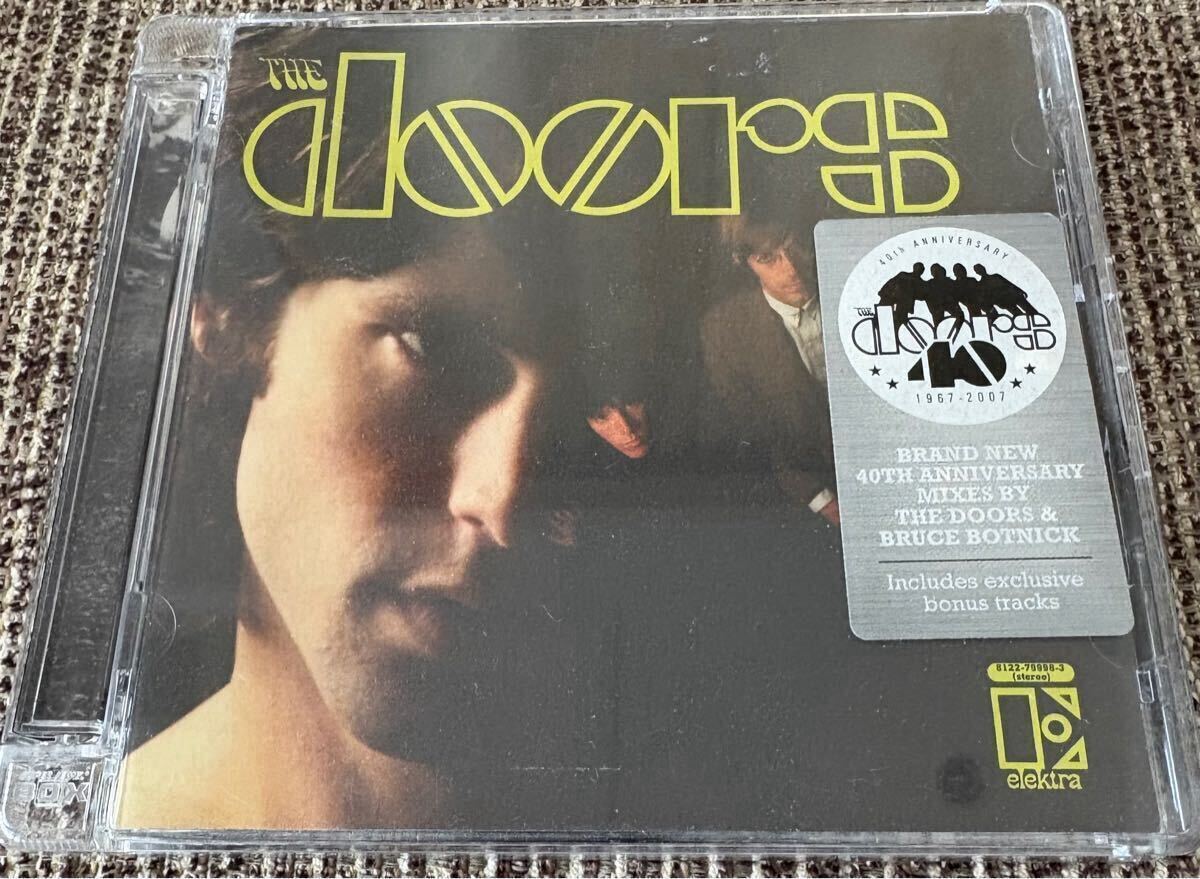 THE
doors
40th ANNIVERSARY
THE
doors
40
1967-2007
BRAND NEW
40TH ANNIVERSARY
MIXES BY
THE DOORS &
BRUCE BOTNICK
Includes exclusive
bonus tracks
8122-79998-3
(stereo)
elektra
BOX